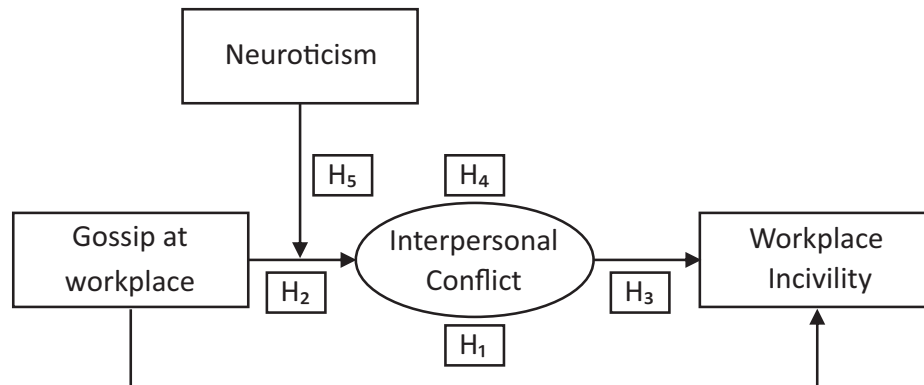 Neuroticism
H₅
H₄
Gossip at
workplace
H₂
Interpersonal
Conflict
H₃
Workplace
Incivility
H₁